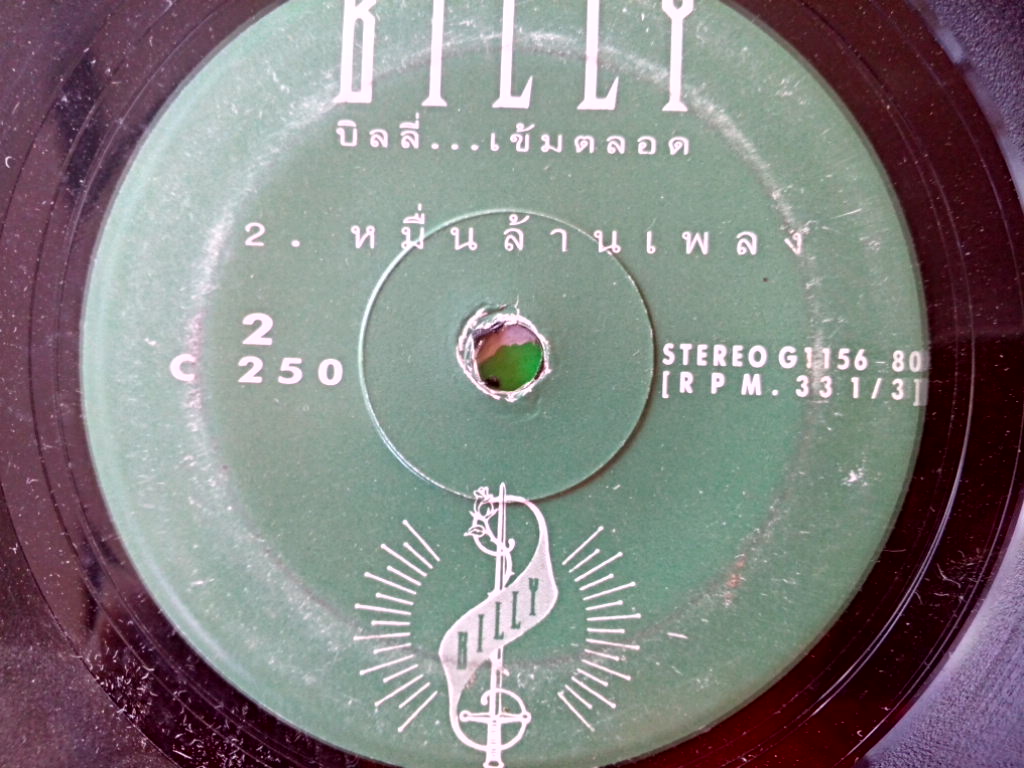 BILLY
บิลลี่...เข้มตลอด
2. หมื่นล้านเพลง
2
C 250
STEREO G1156-80
[RPM. 33 1/3]
BILLY